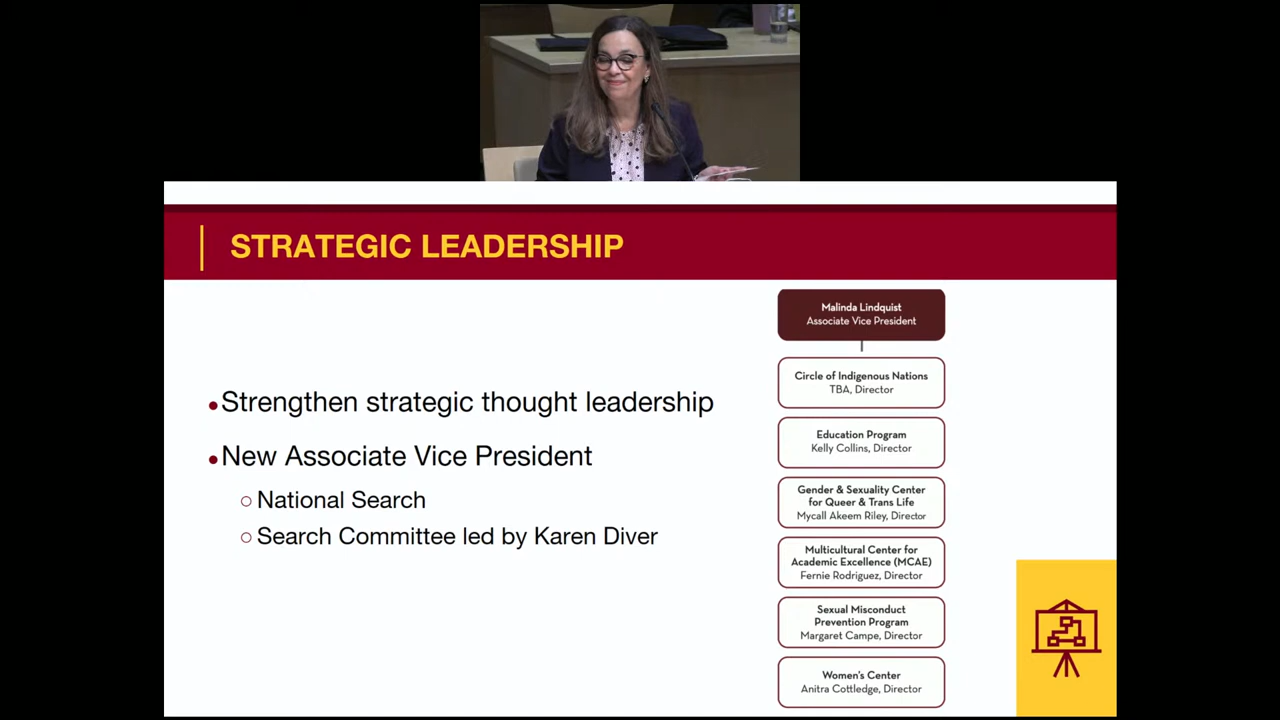 STRATEGIC LEADERSHIP
•Strengthen strategic thought leadership
•New Associate Vice President
○National Search
○Search Committee led by Karen Diver
Malinda Lindquist
Associate Vice President
Circle of Indigenous Nations
TBA, Director
Education Program
Kelly Collins, Director
Gender & Sexuality Center
for Queer & Trans Life
Mycall Akeem Riley, Director
Multicultural Center for
Academic Excellence (MCAE)
Fernie Rodriguez, Director
Sexual Misconduct
Prevention Program
Margaret Campe, Director
Women's Center
Anitra Cottledge, Director